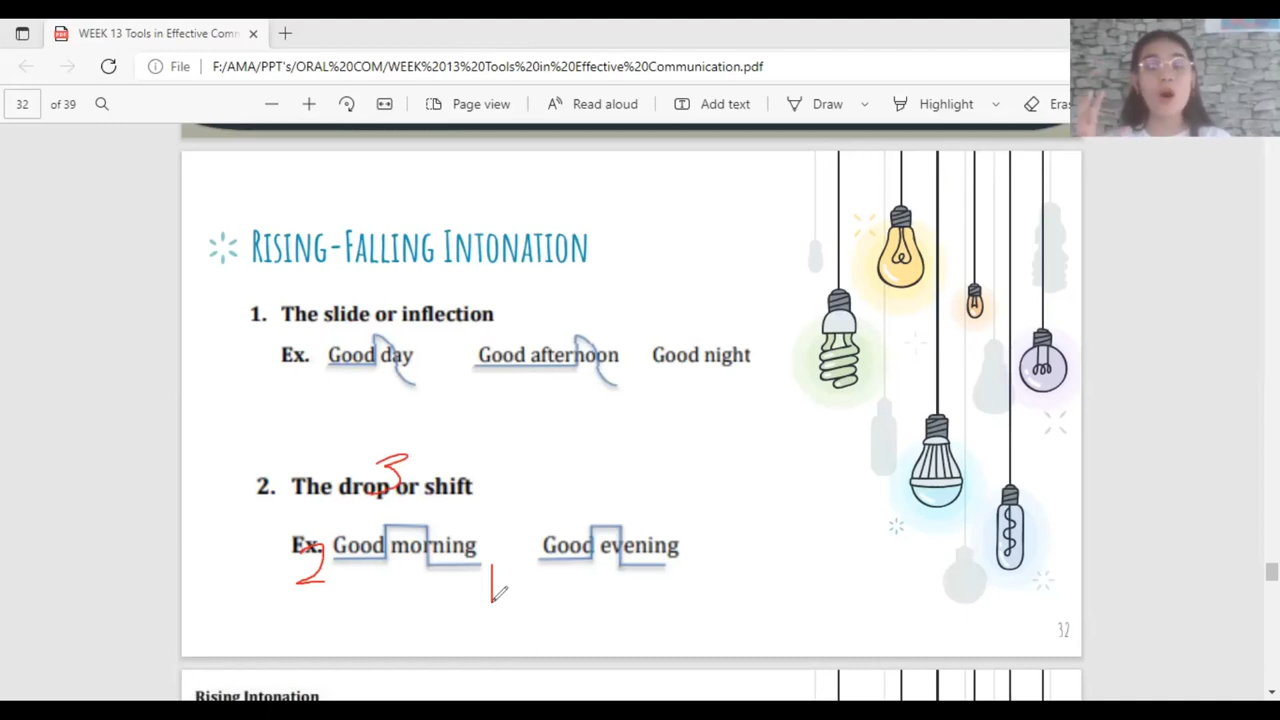 WEEK 13 Tools in Effective Comm
File F:/AMA/PPT's/ORAL%20COM/WEEK%2013%20Tools%20in%20Effective%20Communication.pdf
32 of 39 Page view Read aloud Add text Draw Highlight Eras
RISING-FALLING INTONATION
1. The slide or inflection
Ex. Good day Good afternoon Good night
3
2. The drop or shift
Ex. Good morning Good evening
2 1
32
Rising Intonation